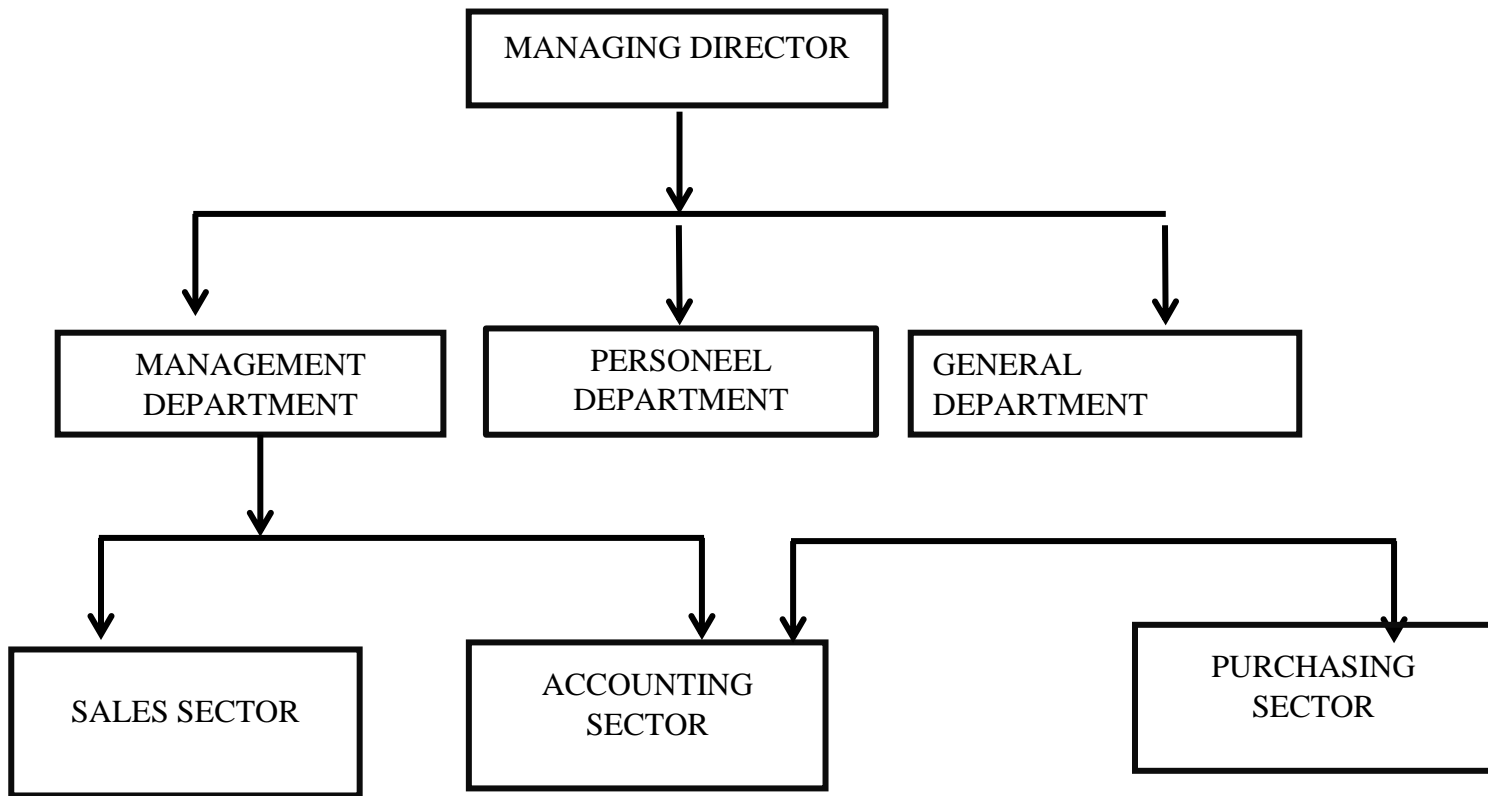 MANAGING DIRECTOR
MANAGEMENT
DEPARTMENT
PERSONEEL
DEPARTMENT
GENERAL
DEPARTMENT
SALES SECTOR
ACCOUNTING
SECTOR
PURCHASING
SECTOR